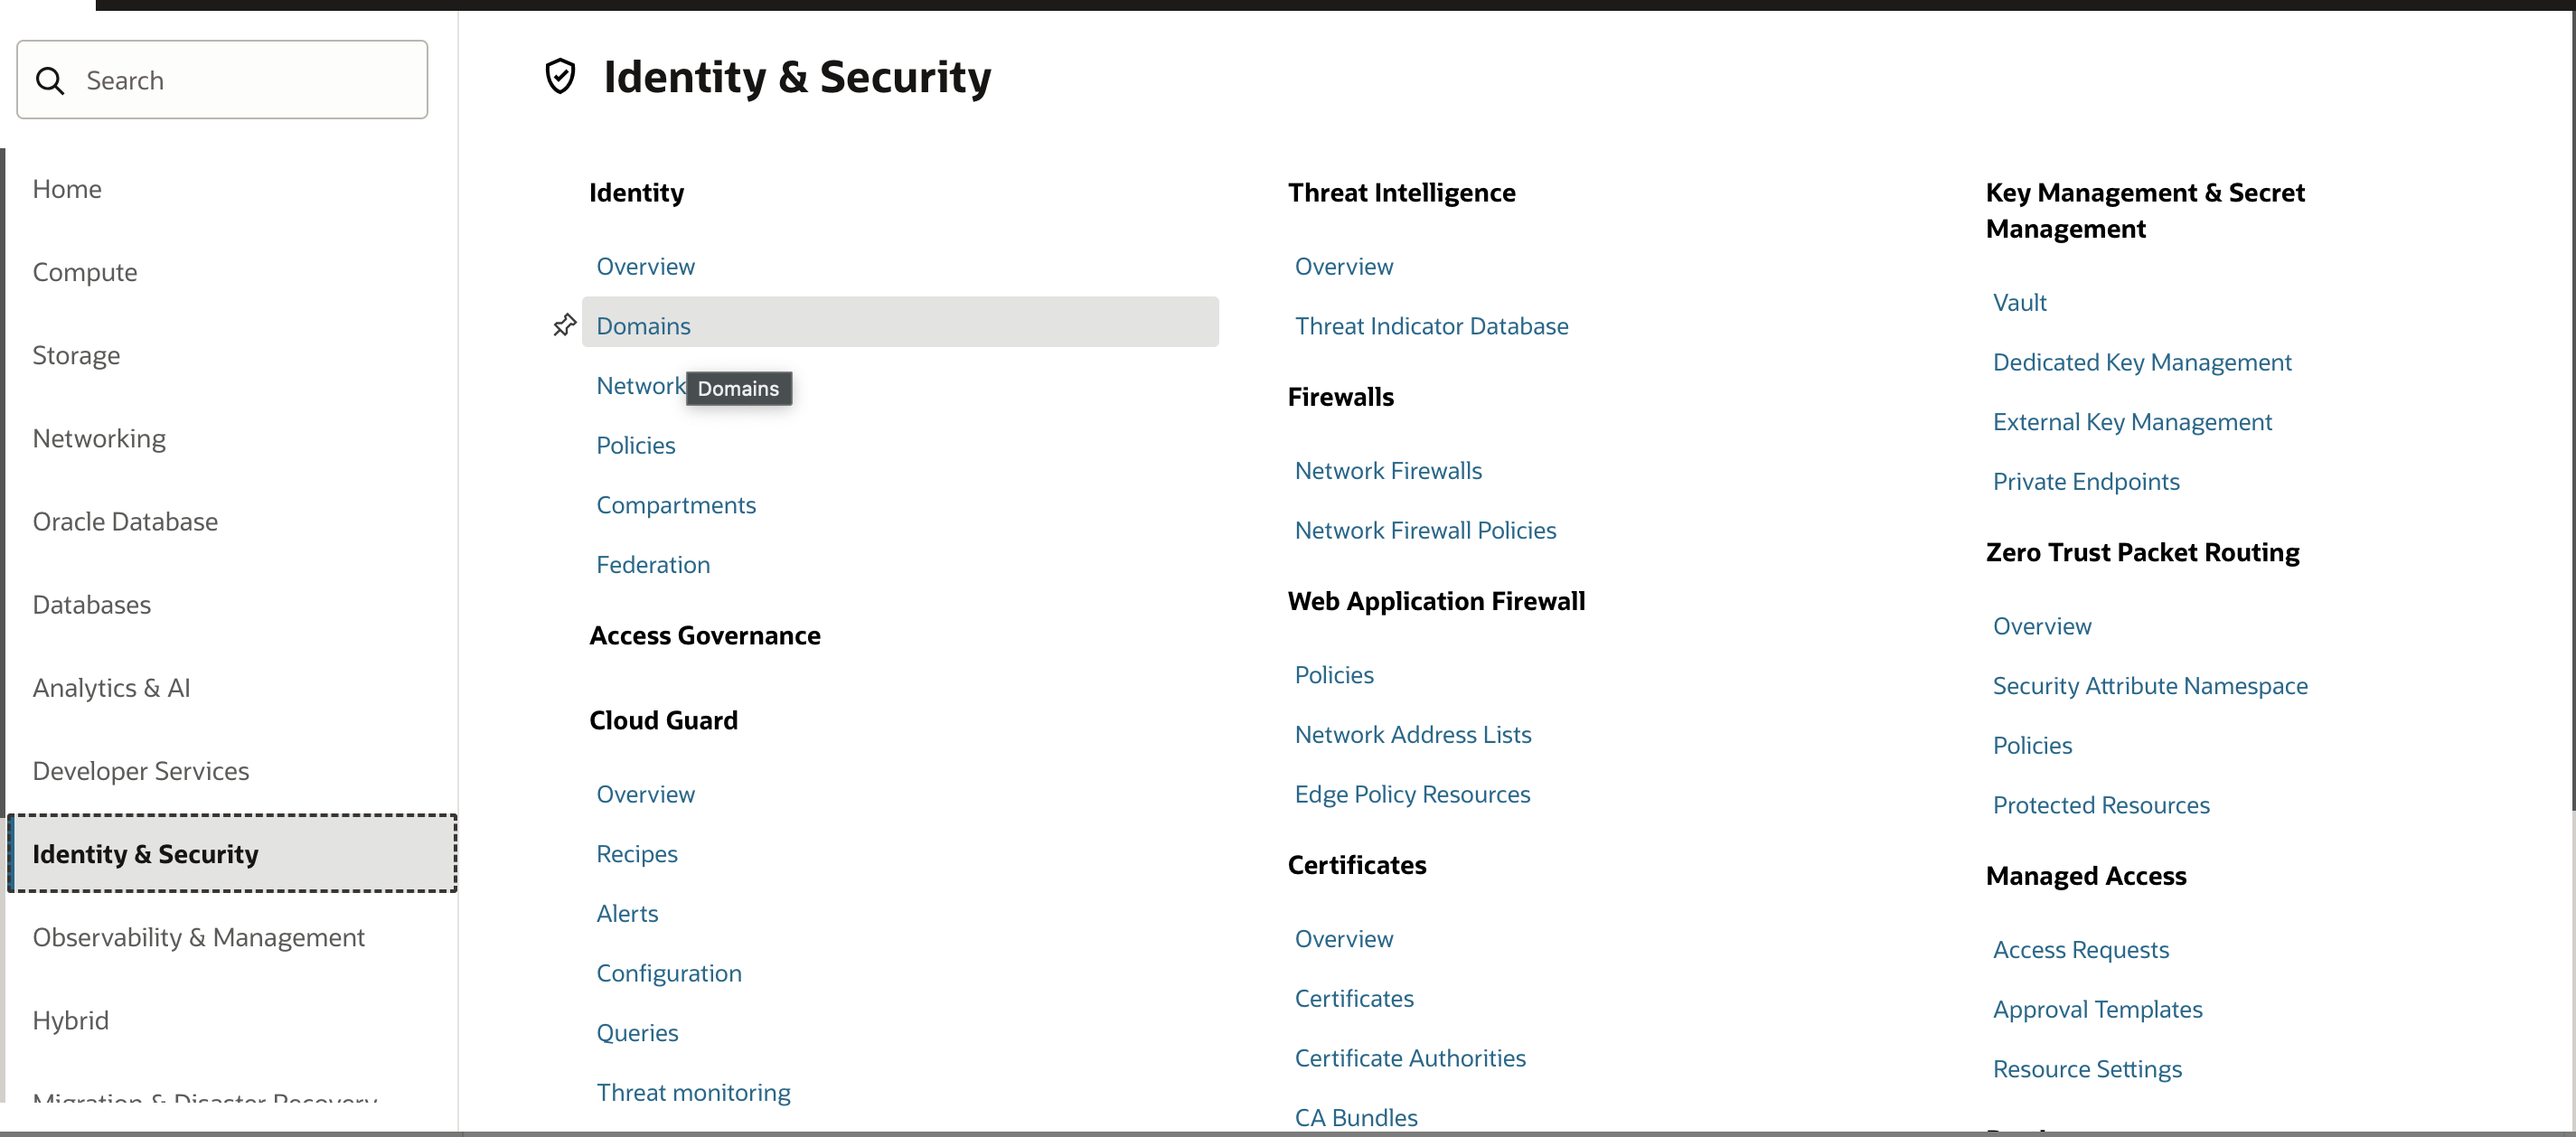 Search
Home
Compute
Storage
Networking
Oracle Database
Databases
Analytics & AI
Developer Services
Identity & Security
Observability & Management
Hybrid
Migration & Disaster Recovery
Identity & Security
Identity
Overview
Domains
Network
Domains
Policies
Compartments
Federation
Access Governance
Cloud Guard
Overview
Recipes
Alerts
Configuration
Queries
Threat monitoring
Threat Intelligence
Overview
Threat Indicator Database
Firewalls
Network Firewalls
Network Firewall Policies
Web Application Firewall
Policies
Network Address Lists
Edge Policy Resources
Certificates
Overview
Certificates
Certificate Authorities
CA Bundles
Key Management & Secret
Management
Vault
Dedicated Key Management
External Key Management
Private Endpoints
Zero Trust Packet Routing
Overview
Security Attribute Namespace
Policies
Protected Resources
Managed Access
Access Requests
Approval Templates
Resource Settings